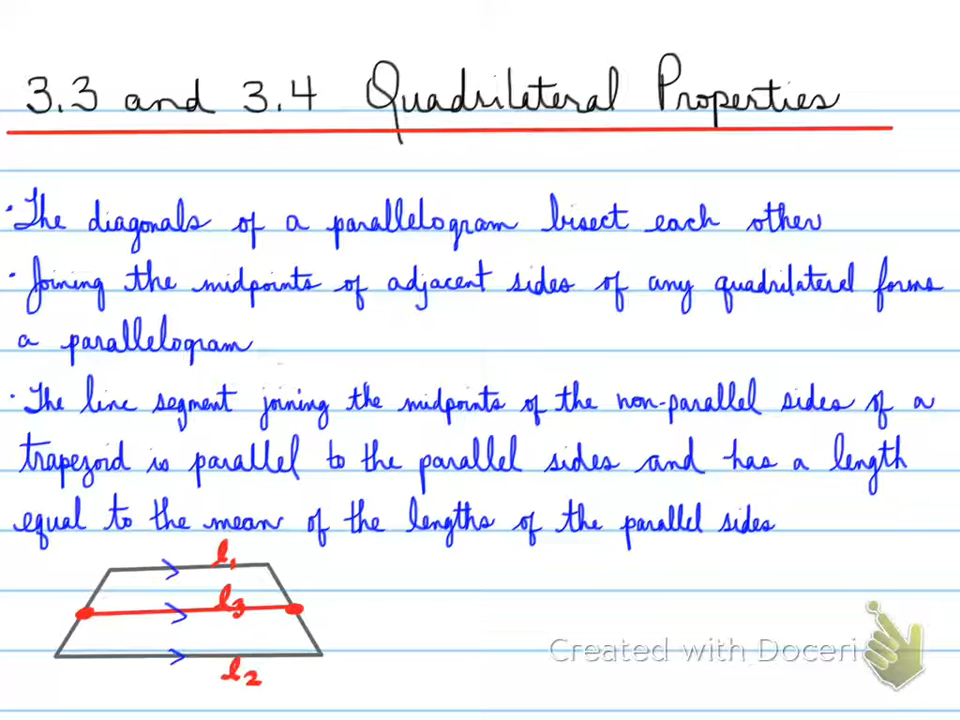 3.3 and 3.4 Quadrilateral Properties
· The diagonals of a parallelogram bisect each other
· Joining the midpoints of adjacent sides of any quadrilateral forms
a parallelogram
· The line segment joining the midpoints of the non-parallel sides of a
trapezoid is parallel to the parallel sides and has a length
equal to the mean of the lengths of the parallel sides
l₁
l₃
l₂
Created with Doceri